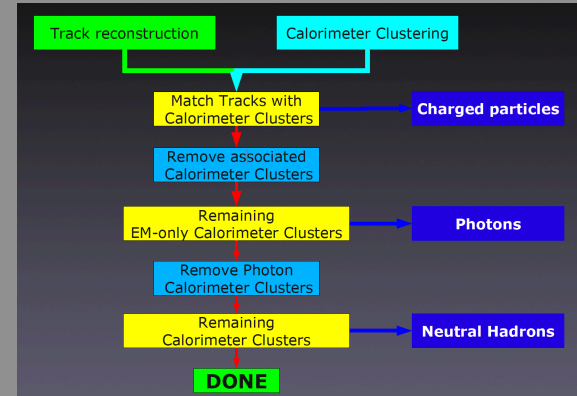 Track reconstruction
Calorimeter Clustering
Match Tracks with
Calorimeter Clusters
Charged particles
Remove associated
Calorimeter Clusters
Remaining
EM-only Calorimeter Clusters
Photons
Remove Photon
Calorimeter Clusters
Remaining
Calorimeter Clusters
Neutral Hadrons
DONE